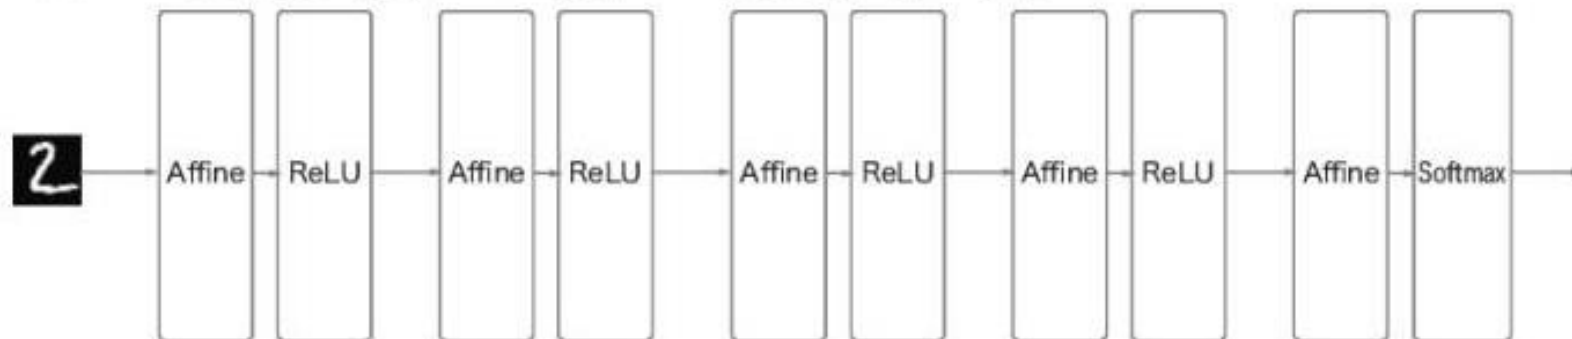 2
Affine
ReLU
Affine
ReLU
Affine
ReLU
Affine
ReLU
Affine
Softmax